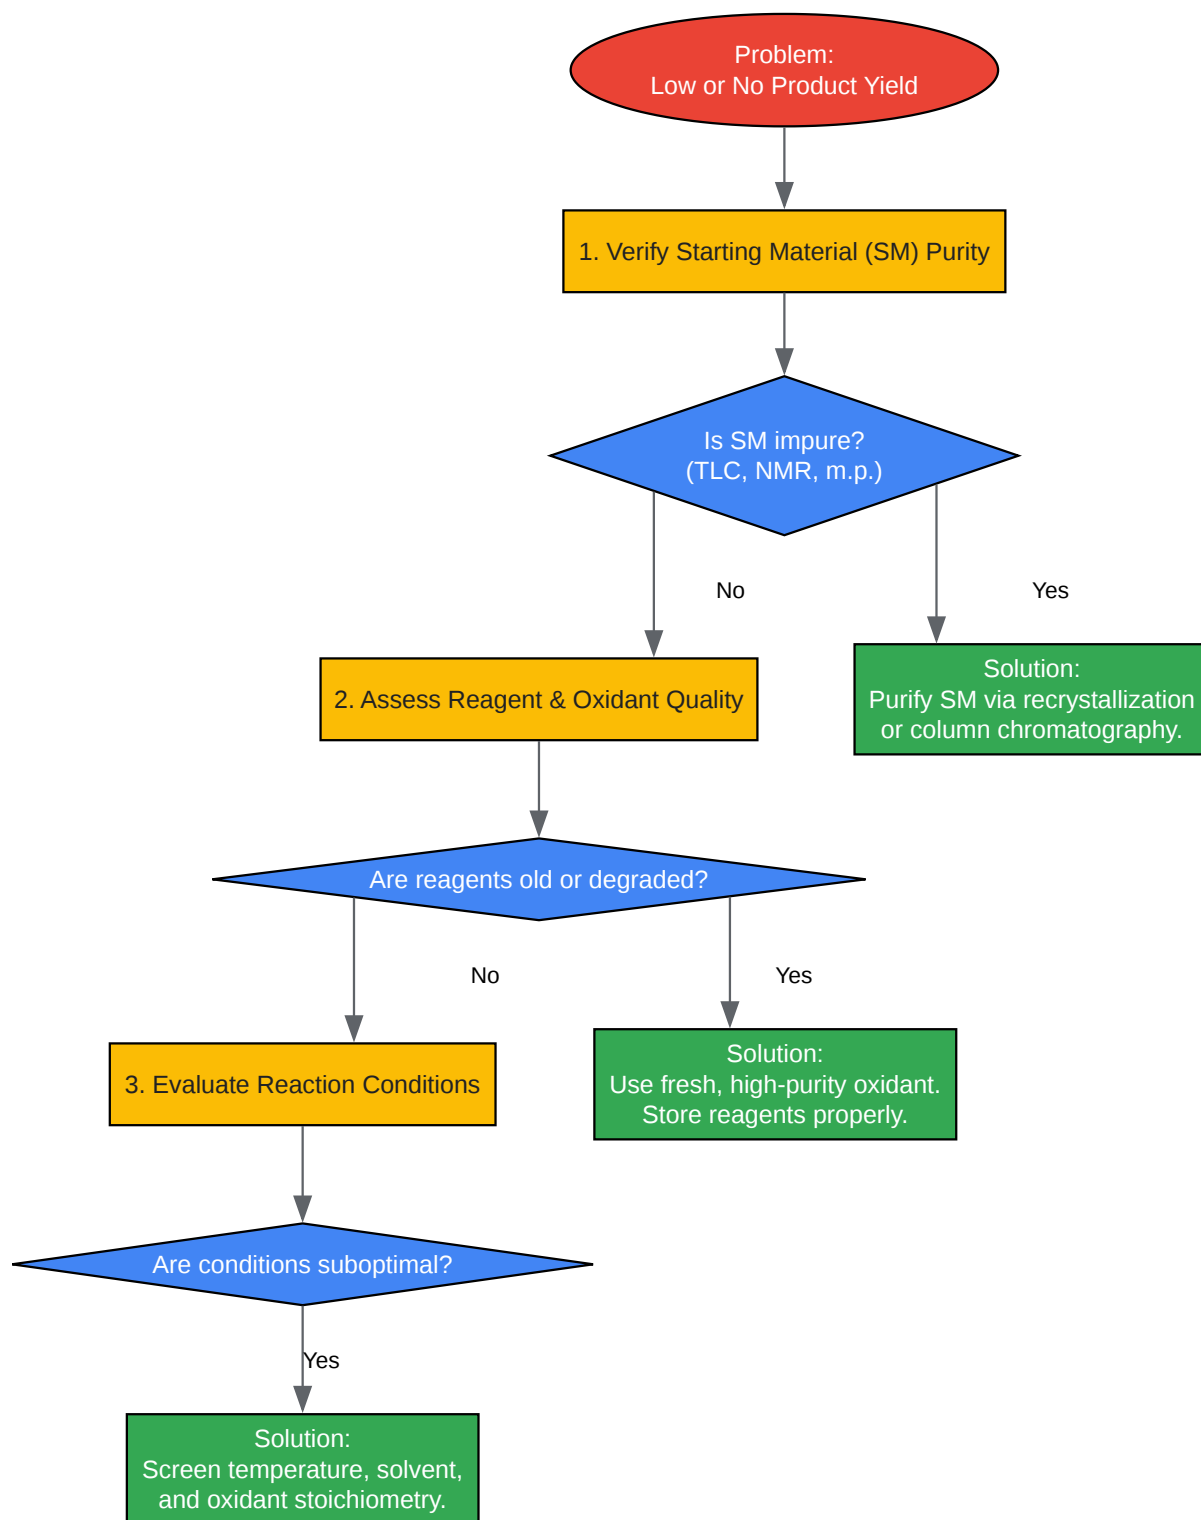 Problem:
Low or No Product Yield
1. Verify Starting Material (SM) Purity
Is SM impure?
(TLC, NMR, m.p.)
No
Yes
2. Assess Reagent & Oxidant Quality
Solution:
Purify SM via recrystallization
or column chromatography.
Are reagents old or degraded?
No
Yes
3. Evaluate Reaction Conditions
Solution:
Use fresh, high-purity oxidant.
Store reagents properly.
Are conditions suboptimal?
Yes
Solution:
Screen temperature, solvent,
and oxidant stoichiometry.